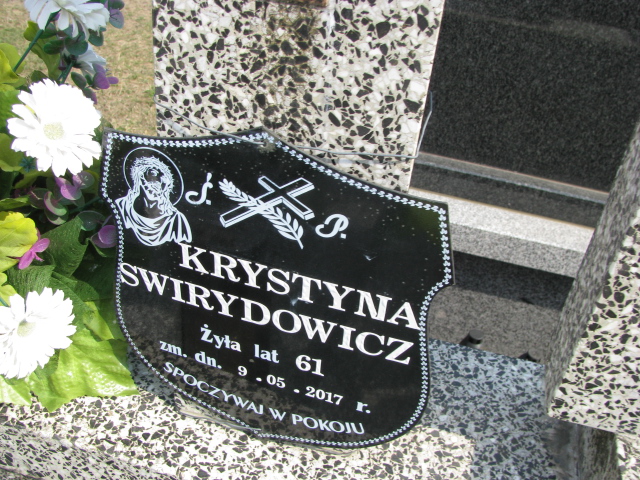 Ś. P.
KRYSTYNA
SWIRYDOWICZ
Żyła lat 61
zm. dn. 9.05.2017 r.
SPOCZYWAJ W POKOJU